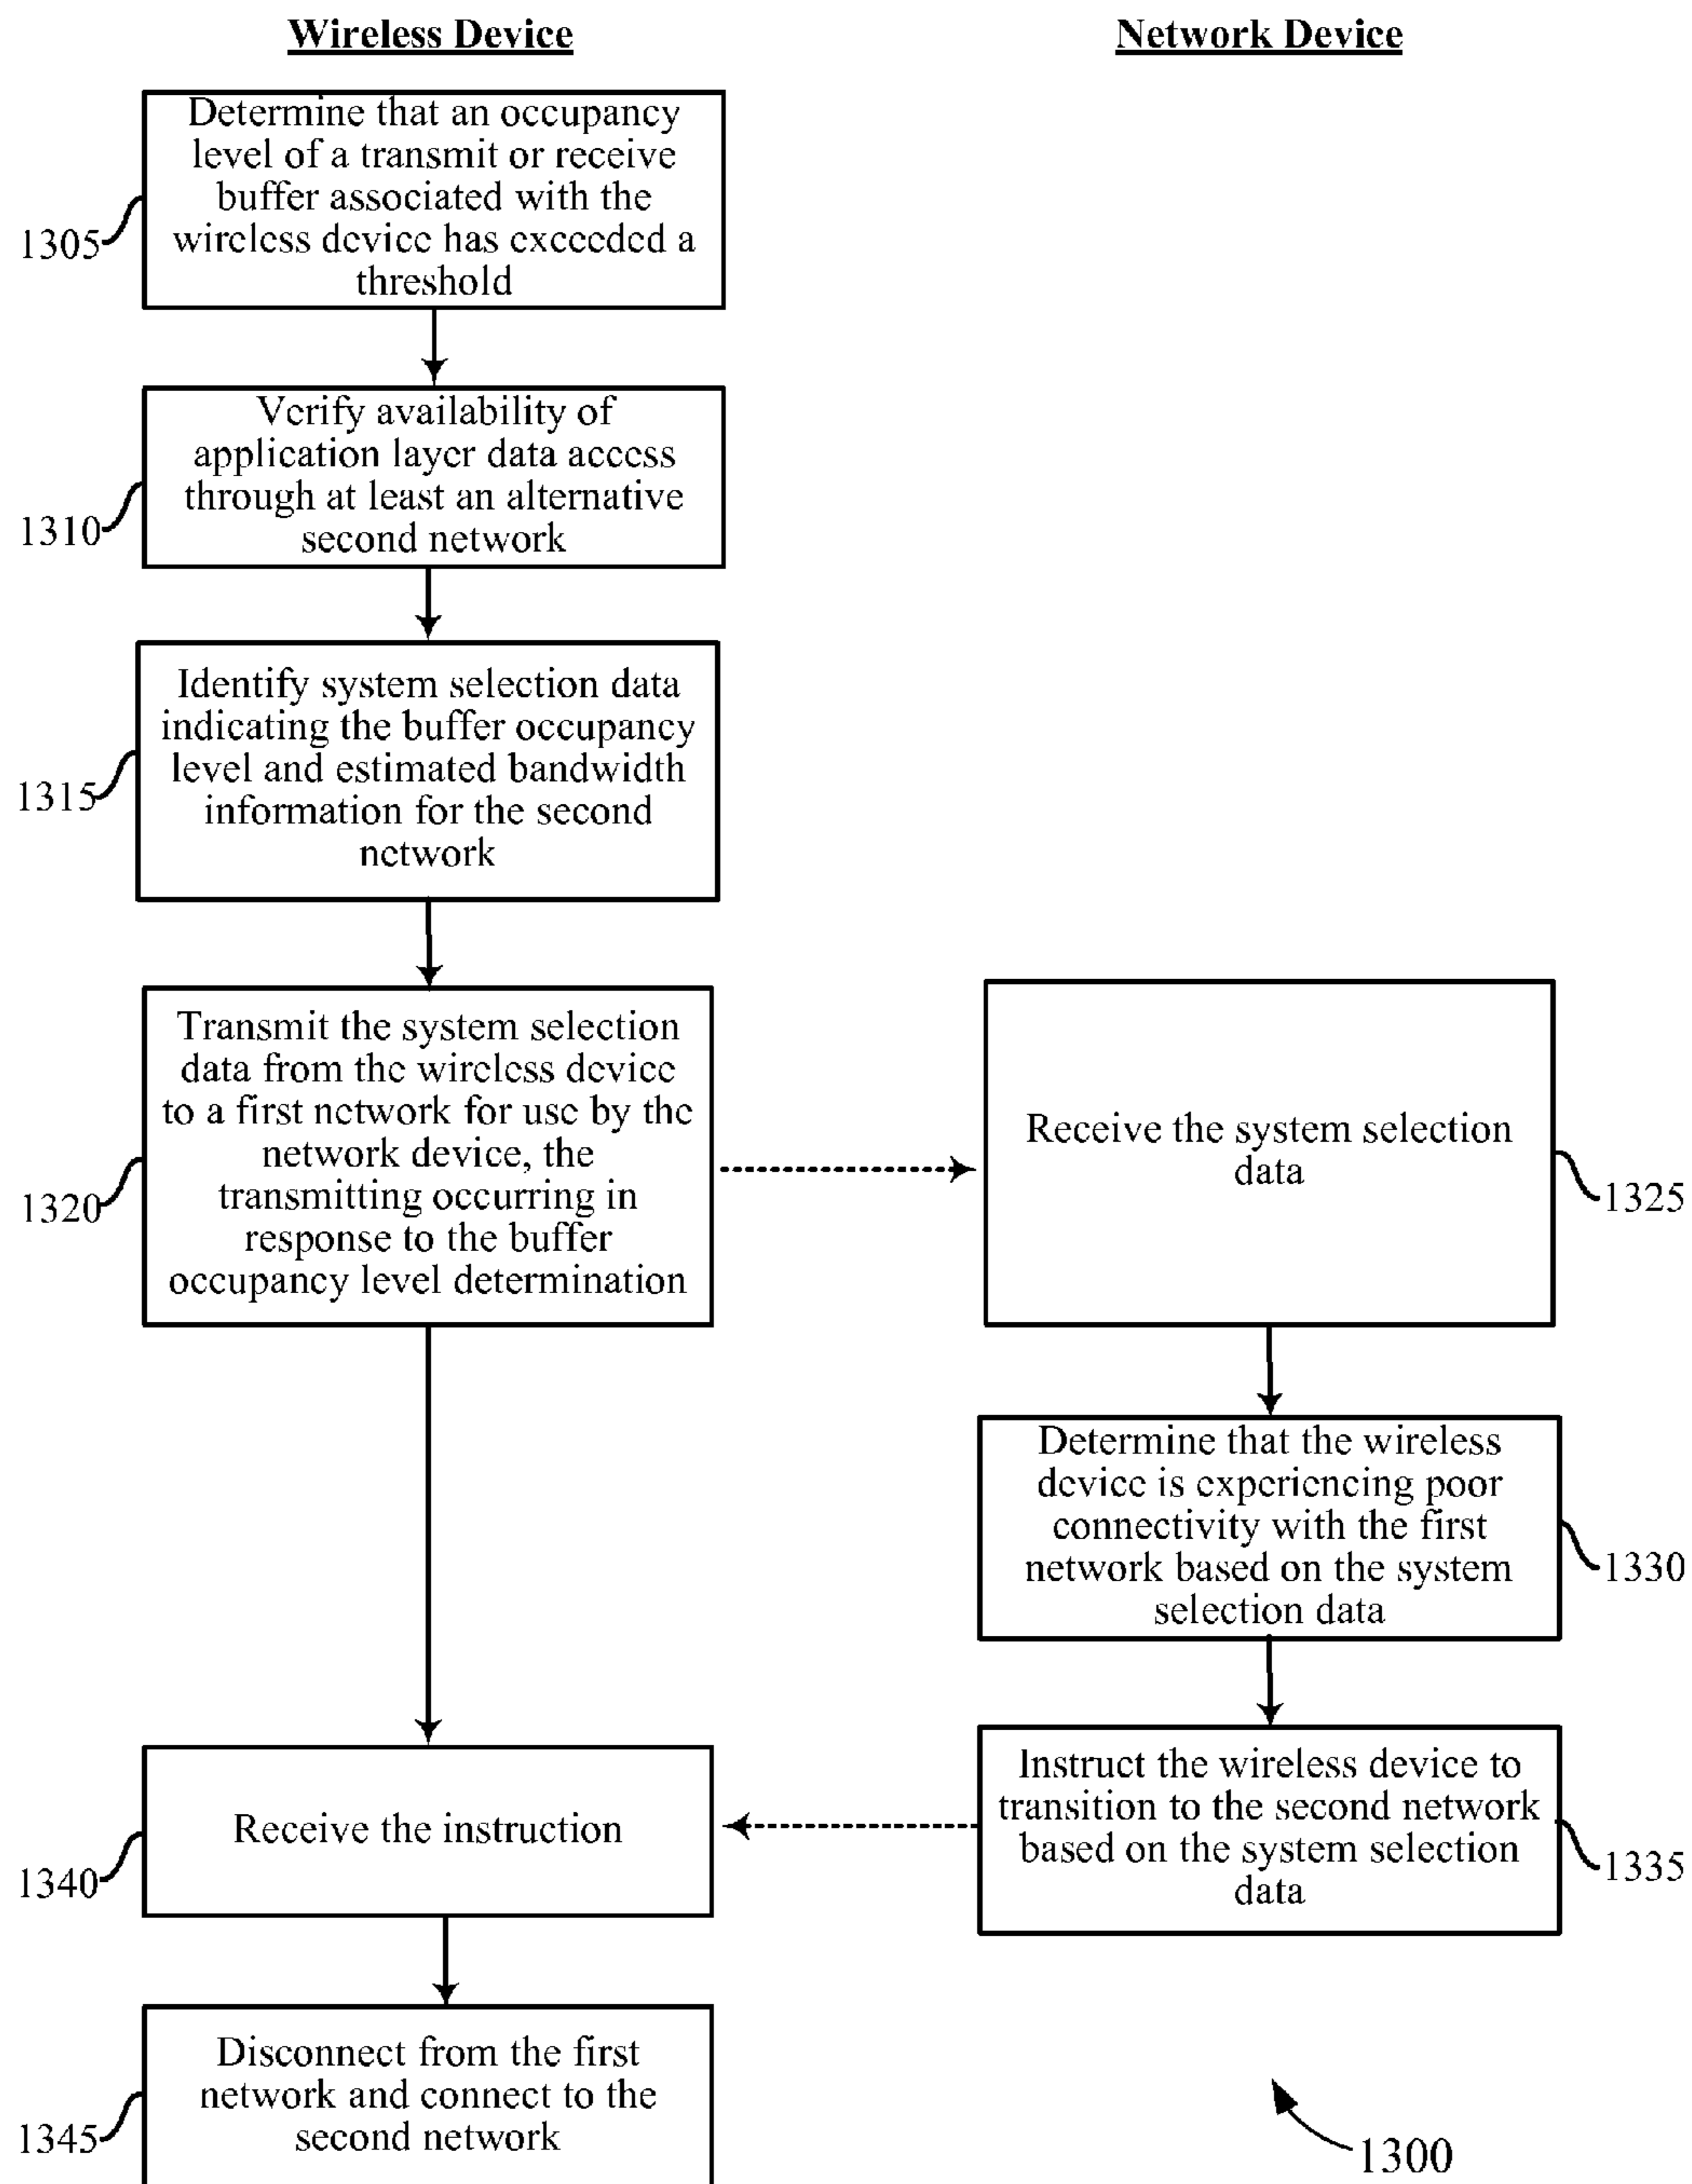 Wireless Device
Network Device
Determine that an occupancy
level of a transmit or receive
buffer associated with the
wireless device has exceeded a
threshold
1305
Verify availability of
application layer data access
through at least an alternative
second network
1310
Identify system selection data
indicating the buffer occupancy
level and estimated bandwidth
information for the second
network
1315
Transmit the system selection
data from the wireless device
to a first network for use by the
network device, the
transmitting occurring in
response to the buffer
occupancy level determination
1320
Receive the system selection
data
1325
Determine that the wireless
device is experiencing poor
connectivity with the first
network based on the system
selection data
1330
Instruct the wireless device to
transition to the second network
based on the system selection
data
1335
Receive the instruction
1340
Disconnect from the first
network and connect to the
second network
1345
1300